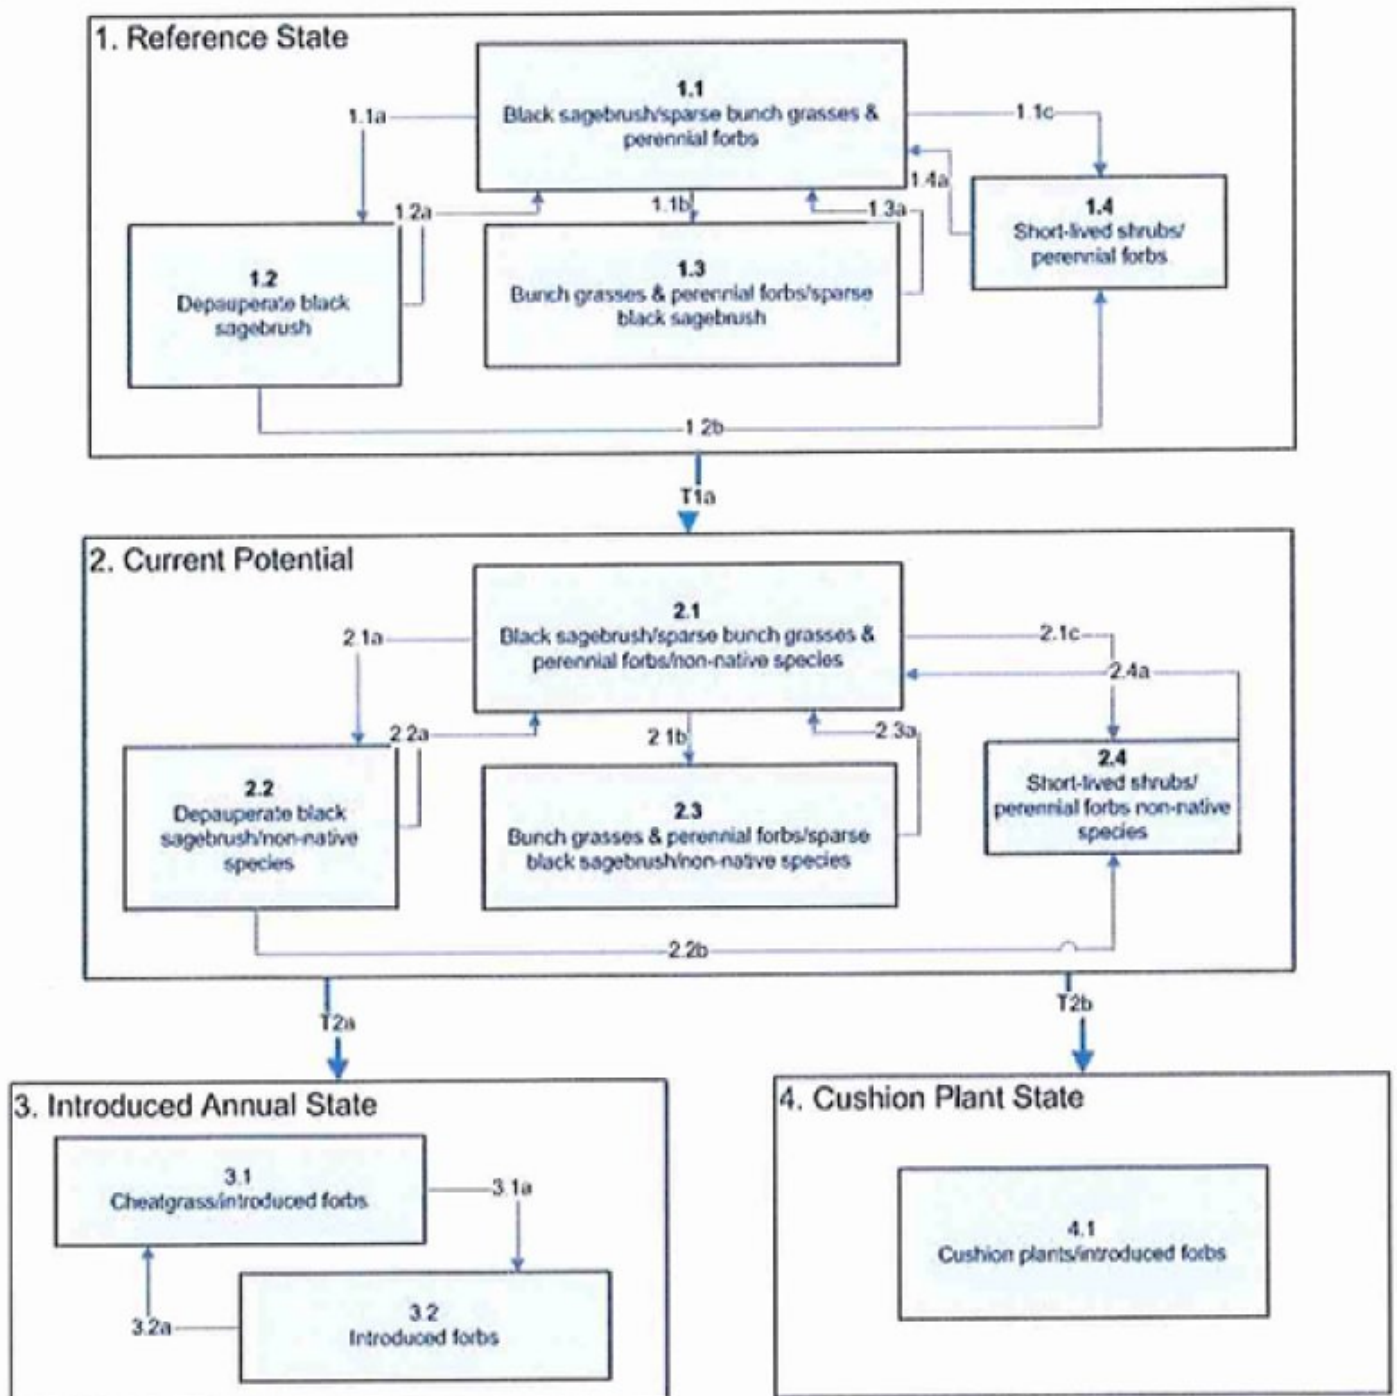 1. Reference State
1.1
Black sagebrush/sparse bunch grasses &
perennial forbs
1.1a
1.1c
1.4a
1.2a
1.1b
1.3a
1.4
Short-lived shrubs/
perennial forbs
1.2
Depauperate black
sagebrush
1.3
Bunch grasses & perennial forbs/sparse
black sagebrush
1.2b
T1a
2. Current Potential
2.1
Black sagebrush/sparse bunch grasses &
perennial forbs/non-native species
2.1a
2.1c
2.4a
2.2a
2.1b
2.3a
2.4
Short-lived shrubs/
perennial forbs non-native
species
2.2
Depauperate black
sagebrush/non-native
species
2.3
Bunch grasses & perennial forbs/sparse
black sagebrush/non-native species
2.2b
T2a
T2b
3. Introduced Annual State
3.1
Cheatgrass/introduced forbs
3.1a
3.2
Introduced forbs
3.2a
4. Cushion Plant State
4.1
Cushion plants/introduced forbs